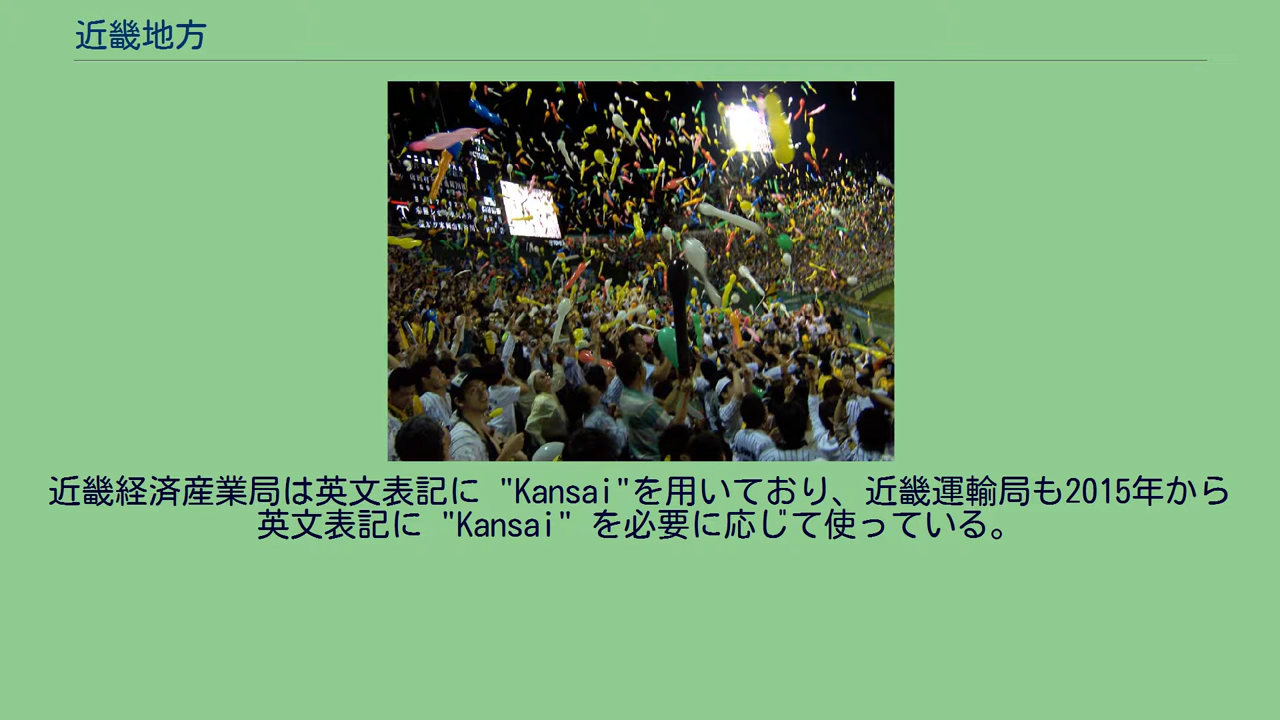 近畿地方
近畿経済産業局は英文表記に "Kansai"を用いており、近畿運輸局も2015年から
英文表記に "Kansai" を必要に応じて使っている。